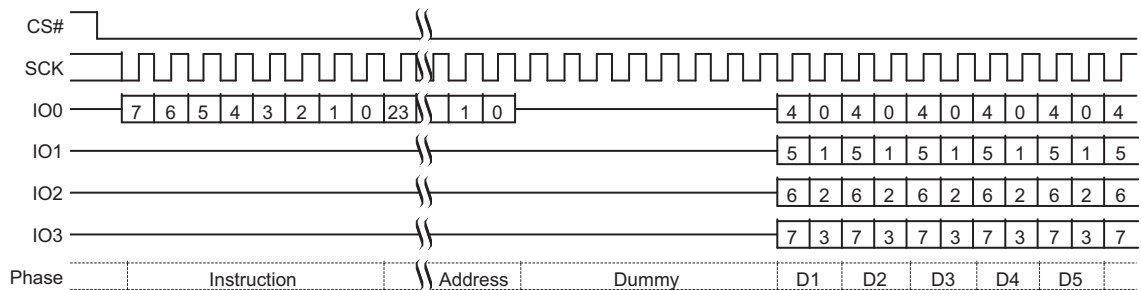 CS#
SCK
IO0 7 6 5 4 3 2 1 0 23 1 0 4 0 4 0 4 0 4 0 4 0 4
IO1 5 1 5 1 5 1 5 1 5 1 5
IO2 6 2 6 2 6 2 6 2 6 2 6
IO3 7 3 7 3 7 3 7 3 7 3 7
Phase Instruction Address Dummy D1 D2 D3 D4 D5